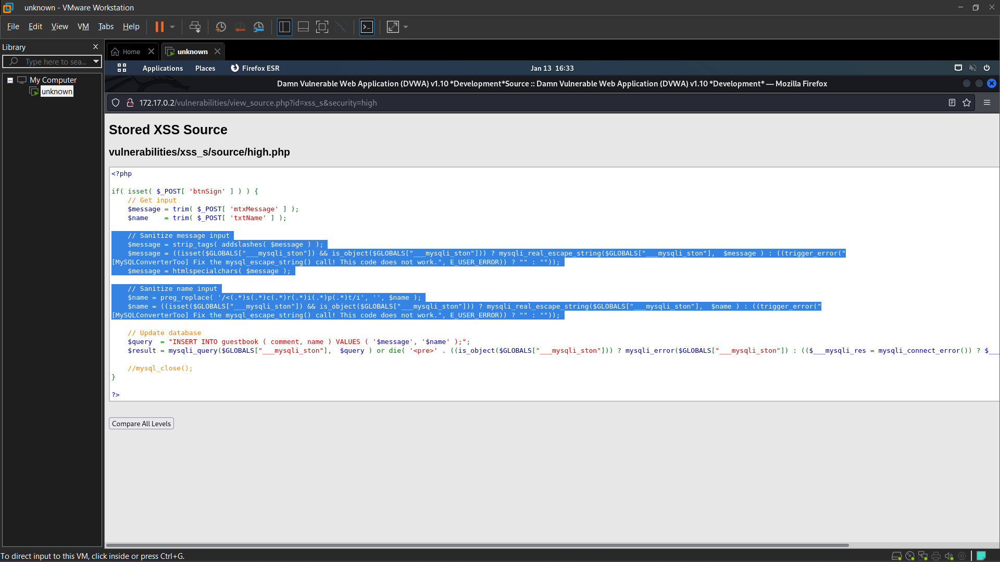 unknown - VMware Workstation
File Edit View VM Tabs Help
Library
Home unknown
Type here to sea...
Applications Places Firefox ESR Jan 13 16:33
My Computer
unknown
Damn Vulnerable Web Application (DVWA) v1.10 *Development*Source :: Damn Vulnerable Web Application (DVWA) v1.10 *Development* — Mozilla Firefox
172.17.0.2/vulnerabilities/view_source.php?id=xss_s&security=high
Stored XSS Source
vulnerabilities/xss_s/source/high.php
<?php
if( isset( $_POST[ 'btnSign' ] ) ) {
    // Get input
    $message = trim( $_POST[ 'mtxMessage' ] );
    $name    = trim( $_POST[ 'txtName' ] );
    // Sanitize message input
    $message = strip_tags( addslashes( $message ) );
    $message = ((isset($GLOBALS["___mysqli_ston"]) && is_object($GLOBALS["___mysqli_ston"])) ? mysqli_real_escape_string($GLOBALS["___mysqli_ston"],  $message ) : ((trigger_error("
[MySQLConverterToo] Fix the mysql_escape_string() call! This code does not work.", E_USER_ERROR)) ? "" : ""));
    $message = htmlspecialchars( $message );
    // Sanitize name input
    $name = preg_replace( '/<(.*)s(.*)c(.*)r(.*)i(.*)p(.*)t/i', '', $name );
    $name = ((isset($GLOBALS["___mysqli_ston"]) && is_object($GLOBALS["___mysqli_ston"])) ? mysqli_real_escape_string($GLOBALS["___mysqli_ston"],  $name ) : ((trigger_error("
[MySQLConverterToo] Fix the mysql_escape_string() call! This code does not work.", E_USER_ERROR)) ? "" : ""));
    // Update database
    $query  = "INSERT INTO guestbook ( comment, name ) VALUES ( '$message', '$name' );";
    $result = mysqli_query($GLOBALS["___mysqli_ston"],  $query ) or die( '<pre>' . ((is_object($GLOBALS["___mysqli_ston"])) ? mysqli_error($GLOBALS["___mysqli_ston"]) : (($___mysqli_res = mysqli_connect_error()) ? $___
    //mysql_close();
}
?>
Compare All Levels
To direct input to this VM, click inside or press Ctrl+G.